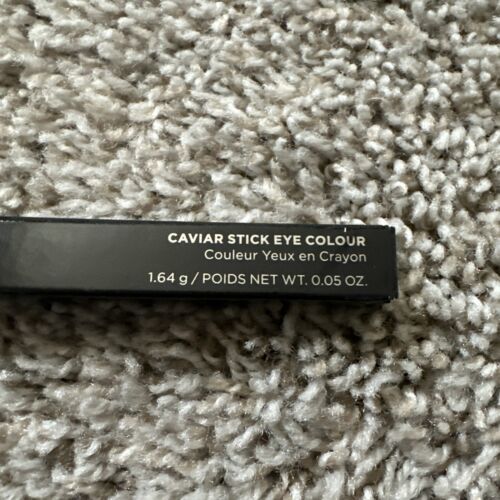 CAVIAR STICK EYE COLOUR
Couleur Yeux en Crayon
1.64 g / POIDS NET WT. 0.05 OZ.